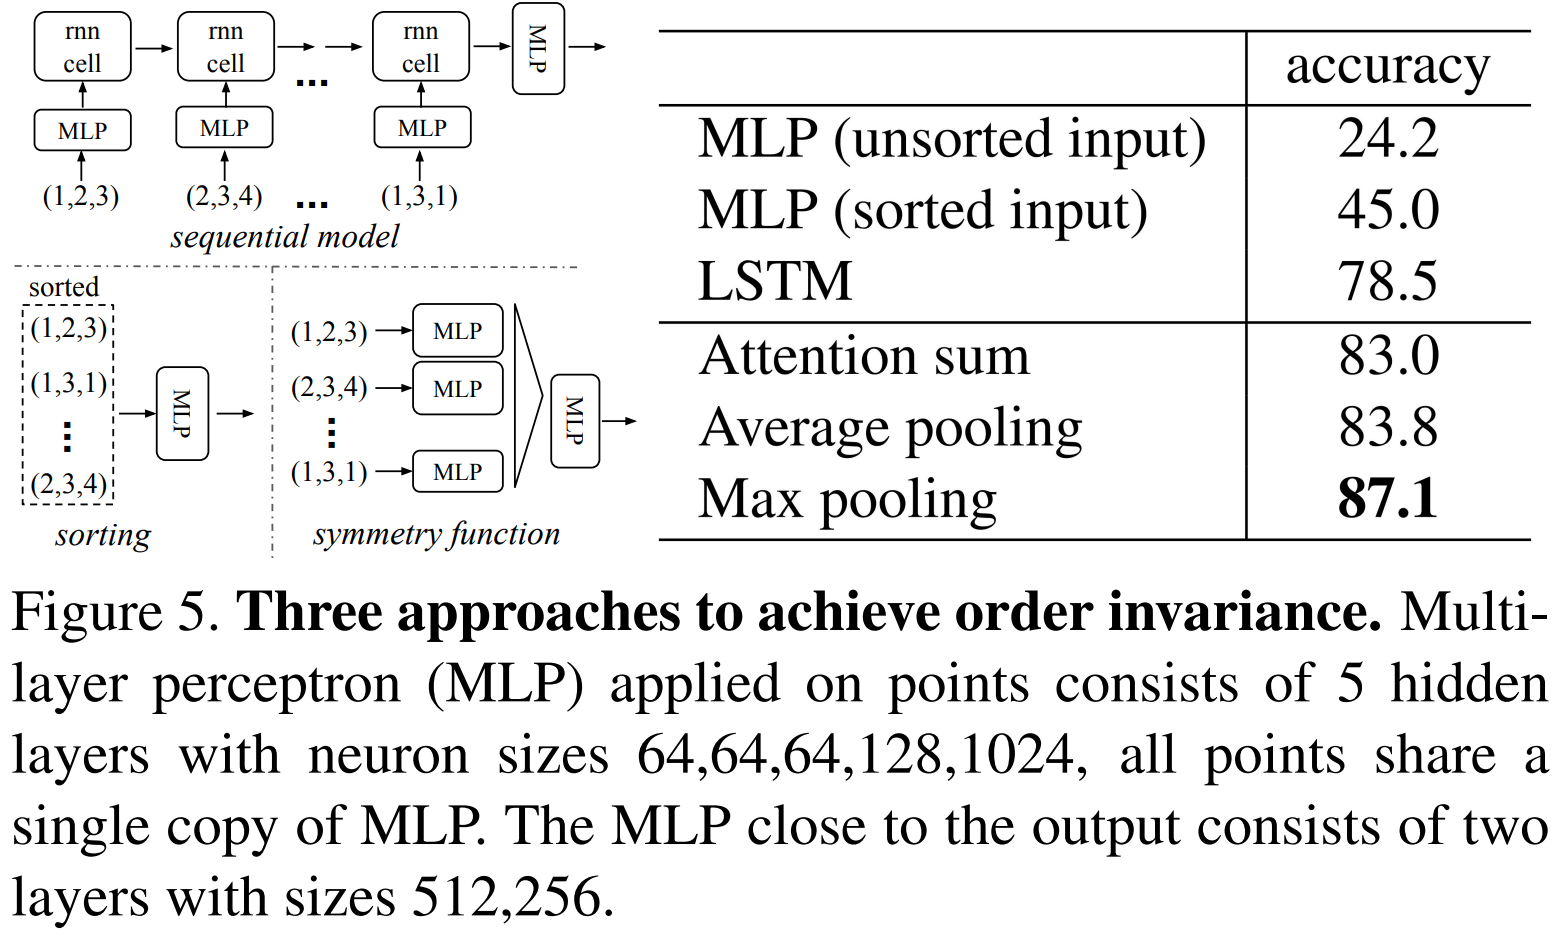 rnn cell rnn cell rnn cell MLP
MLP MLP MLP
(1,2,3) (2,3,4) ... (1,3,1)
sequential model
sorted
(1,2,3)
(1,3,1)
(2,3,4)
MLP
sorting
(1,2,3) MLP
(2,3,4) MLP
(1,3,1) MLP
MLP
symmetry function
accuracy
MLP (unsorted input) 24.2
MLP (sorted input) 45.0
LSTM 78.5
Attention sum 83.0
Average pooling 83.8
Max pooling 87.1
Figure 5. Three approaches to achieve order invariance. Multi-
layer perceptron (MLP) applied on points consists of 5 hidden
layers with neuron sizes 64,64,64,128,1024, all points share a
single copy of MLP. The MLP close to the output consists of two
layers with sizes 512,256.